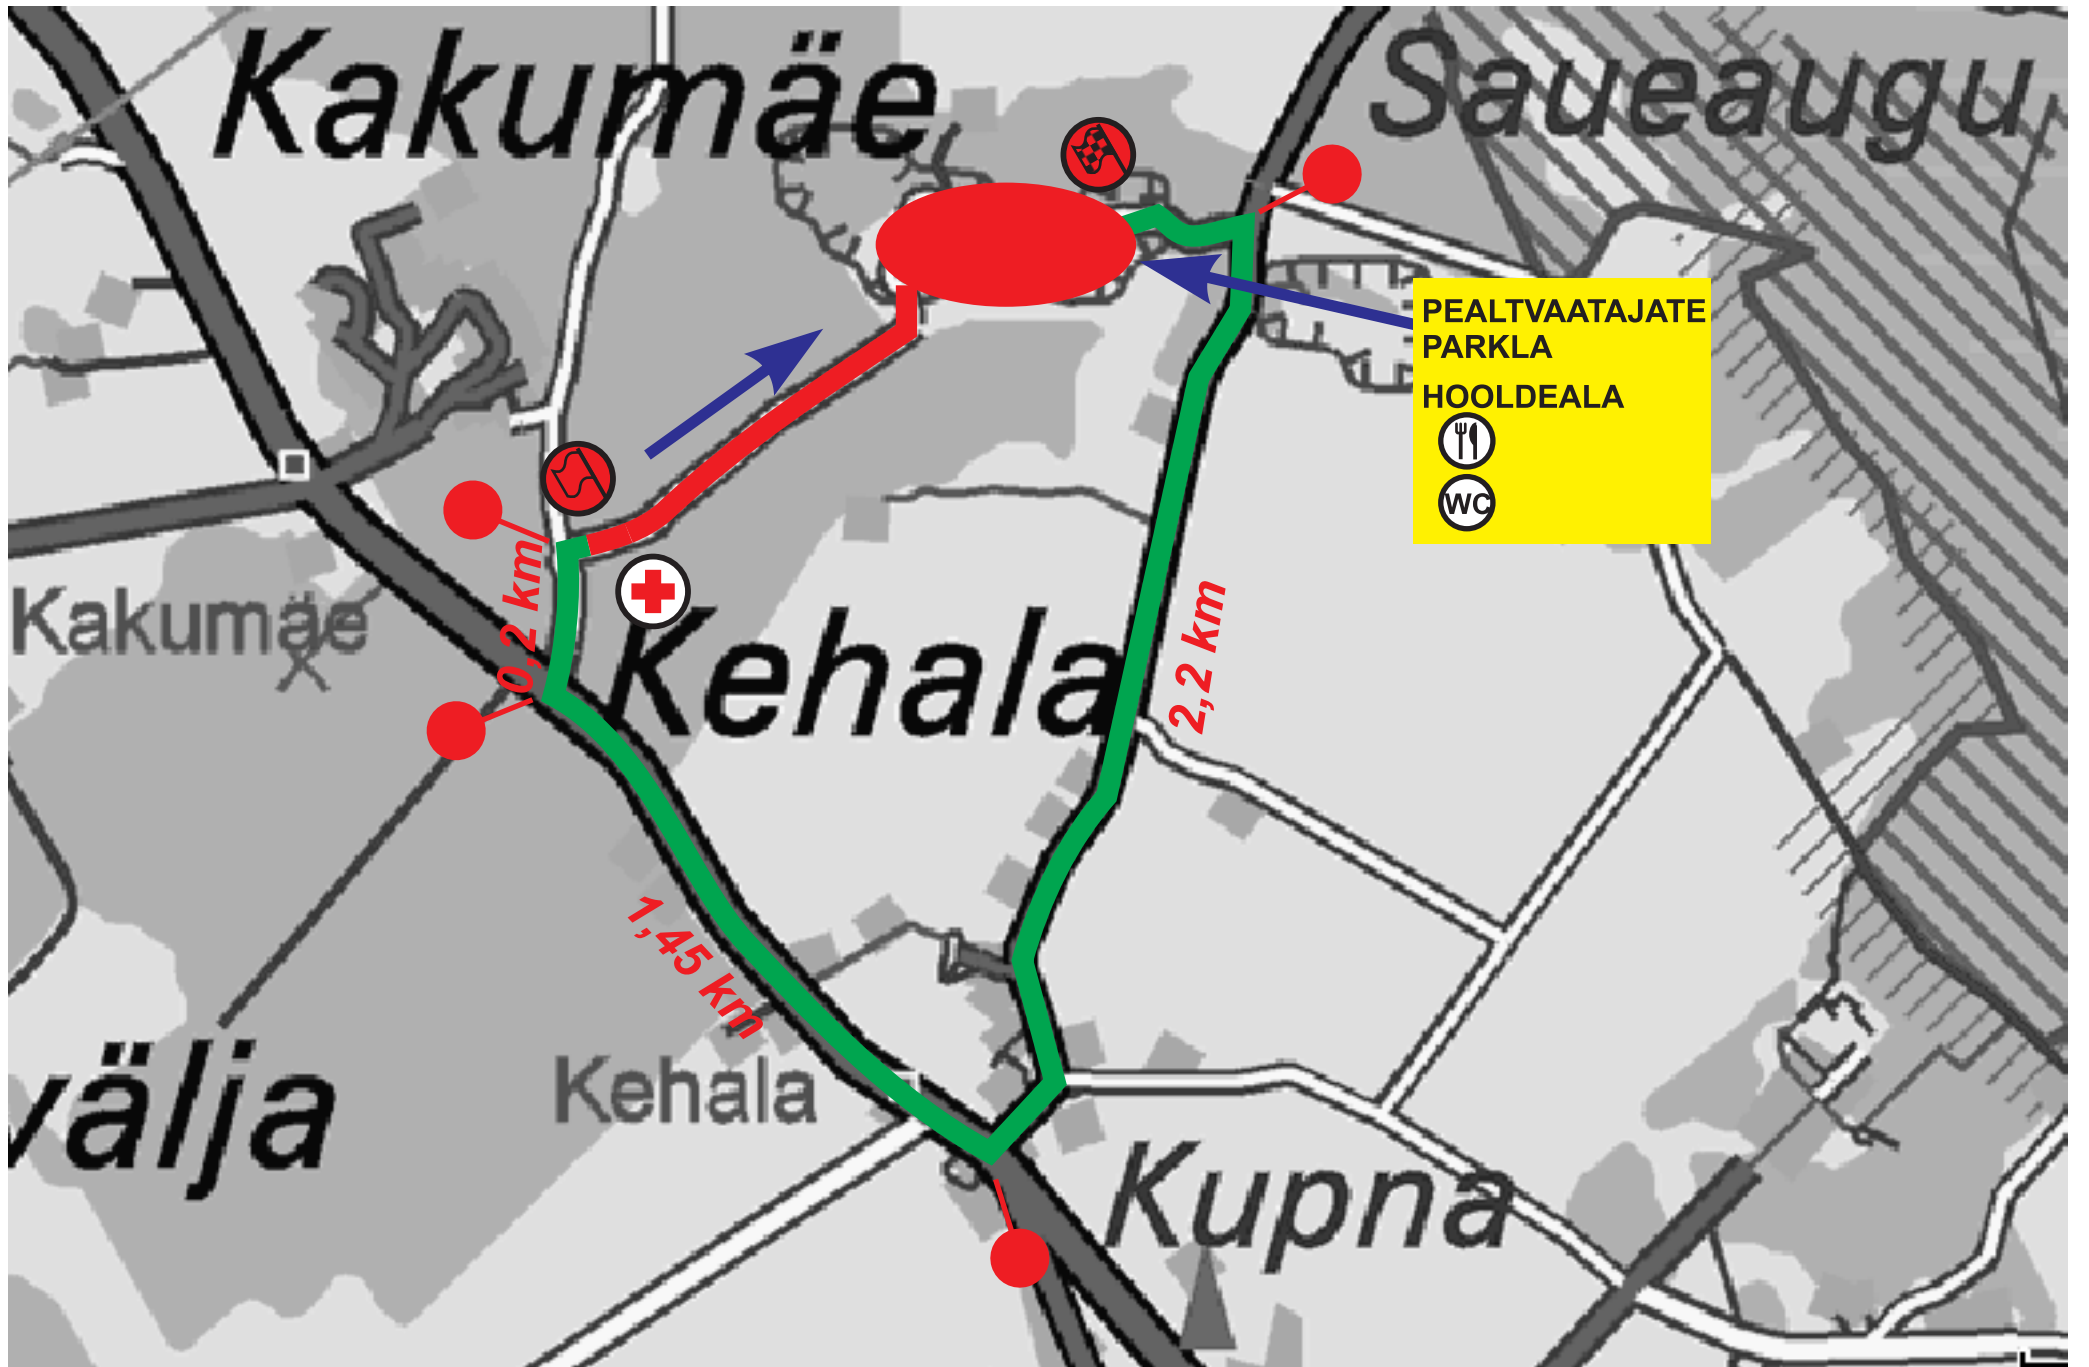 Kakumäe
Saueaugu
PEALTVAATAJATE
PARKLA
HOOLDEALA
WC
0,2 km
Kakumäe
Kehala
2,2 km
1,45 km
Kehala
välja
Kupna